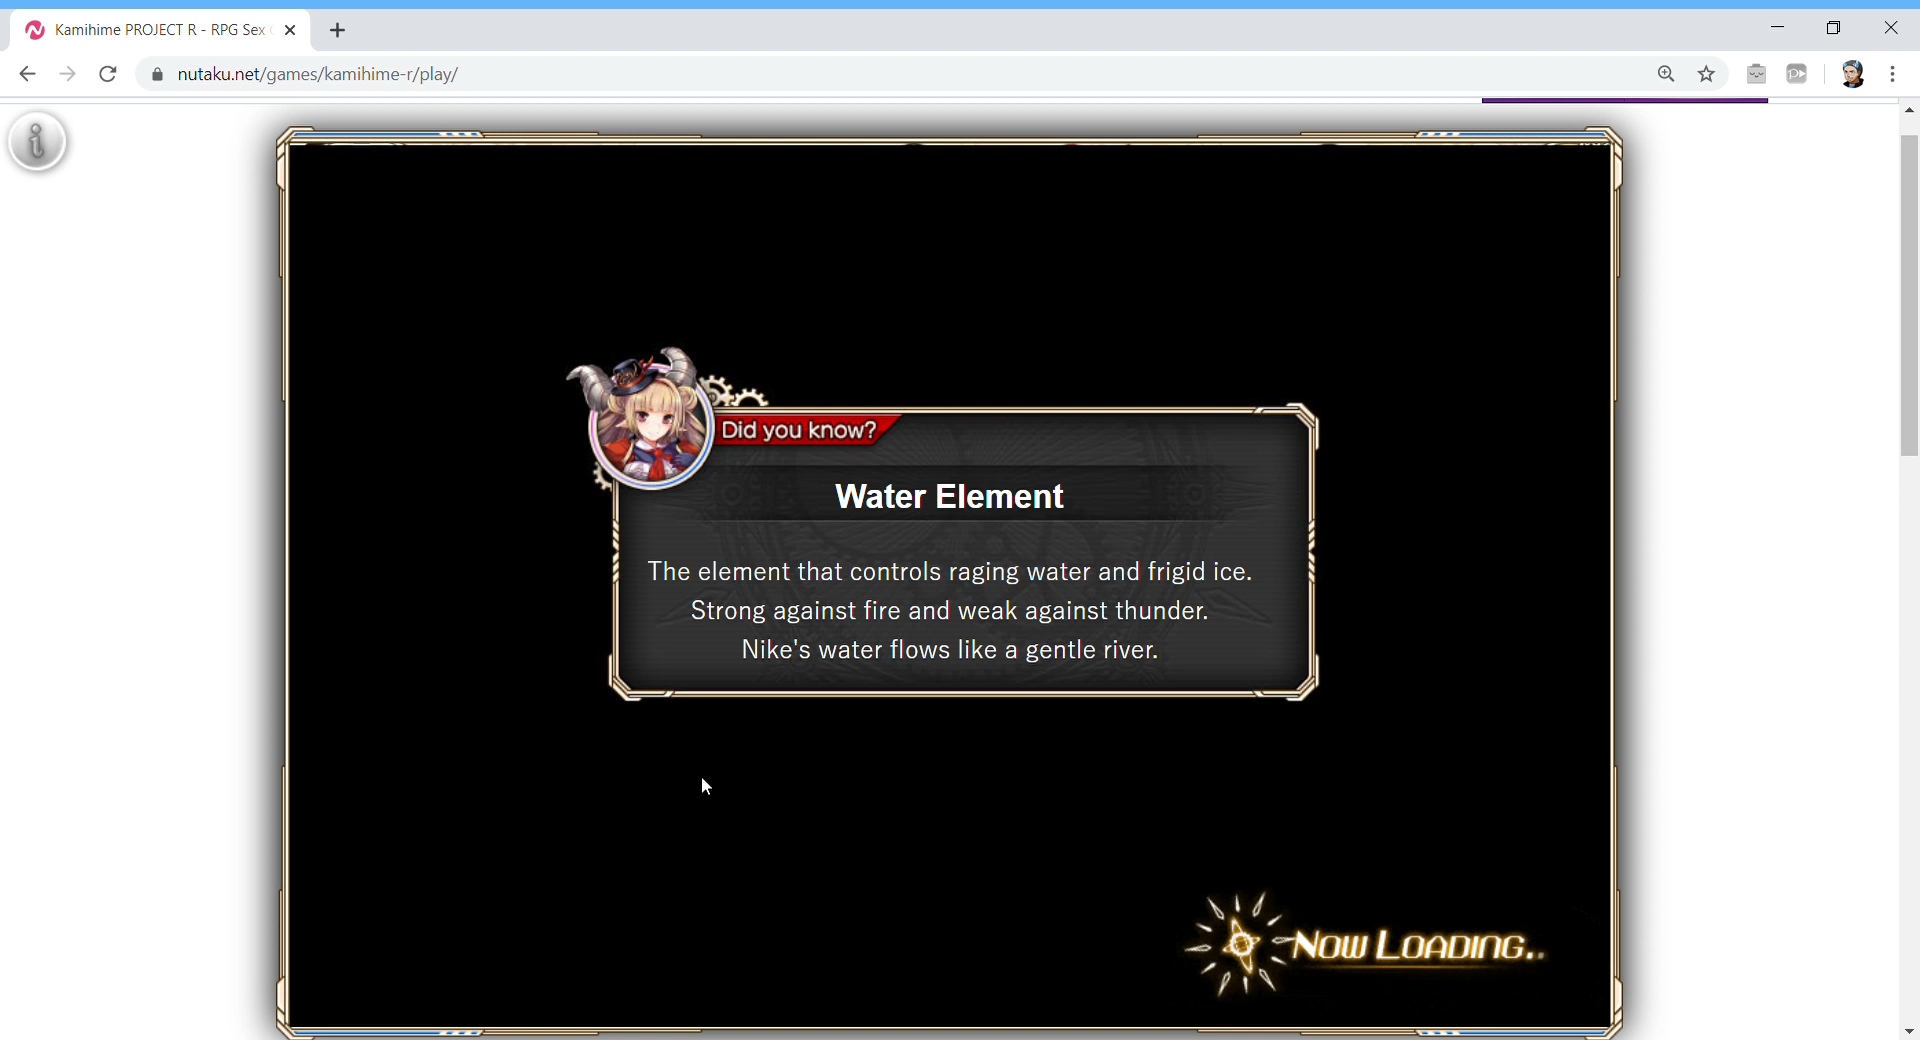 Kamihime PROJECT R - RPG Sex
nutaku.net/games/kamihime-r/play/
Did you know?
Water Element
The element that controls raging water and frigid ice.
Strong against fire and weak against thunder.
Nike's water flows like a gentle river.
Now Loading..